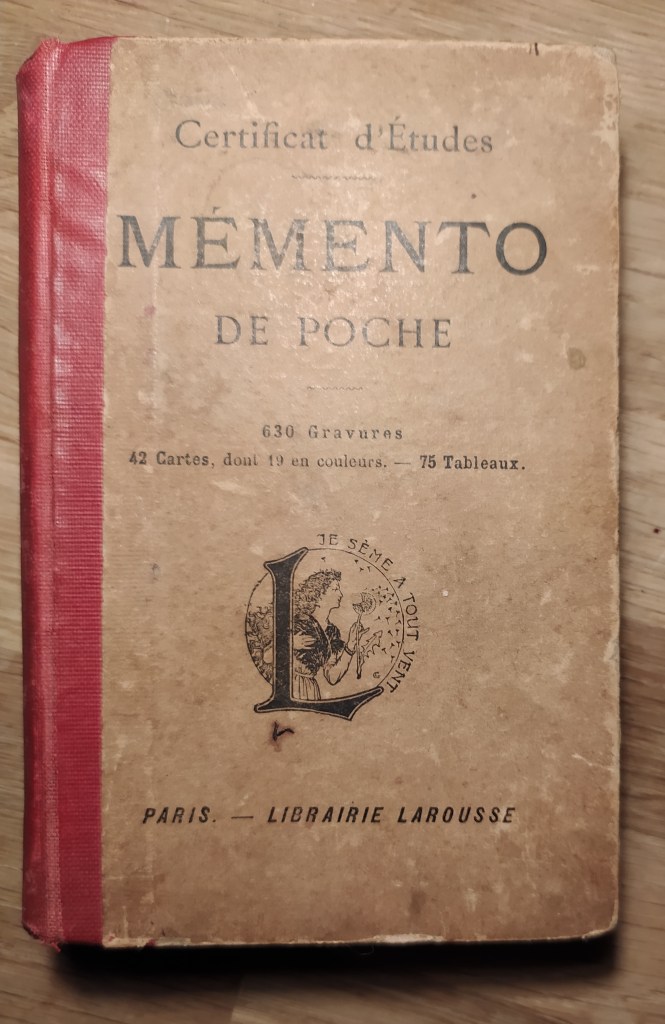 Certificat d'Études
MÉMENTO
DE POCHE
630 Gravures
42 Cartes, dont 19 en couleurs. — 75 Tableaux.
JE SÈME À TOUT VENT
L
PARIS. — LIBRAIRIE LAROUSSE